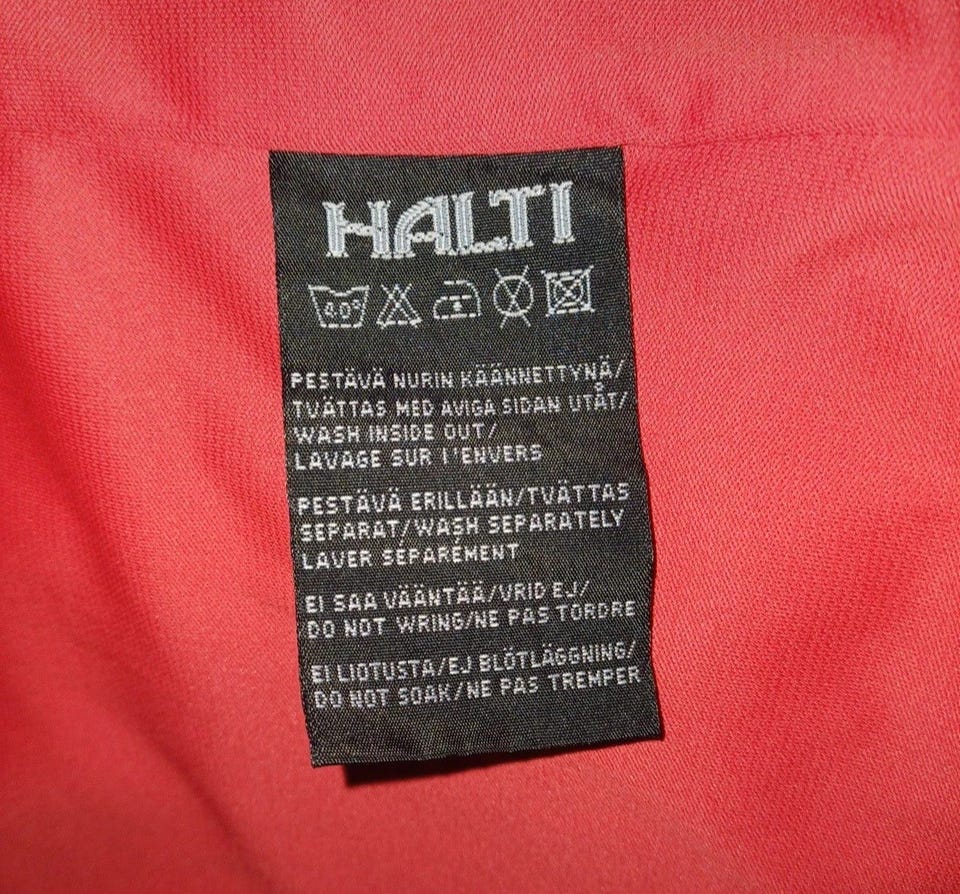 HALTI
40°
PESTÄVÄ NURIN KÄÄNNETTYNÄ/
TVÄTTAS MED AVIGA SIDAN UTÅT/
WASH INSIDE OUT/
LAVAGE SUR l'ENVERS
PESTÄVÄ ERILLÄÄN/TVÄTTAS
SEPARAT/WASH SEPARATELY
LAVER SÉPARÉMENT
EI SAA VÄÄNTÄÄ/VRID EJ/
DO NOT WRING/NE PAS TORDRE
EI LIOTUSTA/EJ BLÖTLÄGGNING/
DO NOT SOAK/NE PAS TREMPER